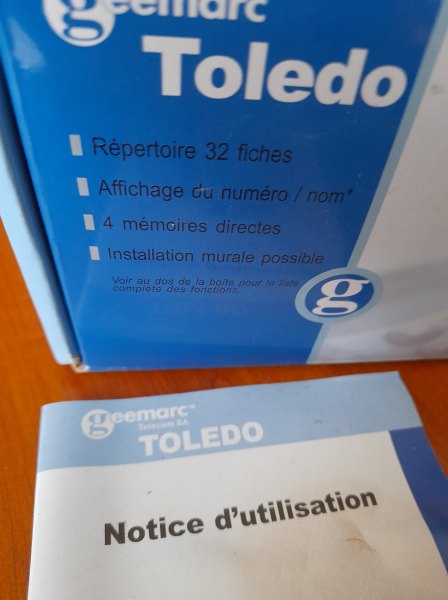 geemarc
Toledo
Répertoire 32 fiches
Affichage du numéro / nom*
4 mémoires directes
Installation murale possible
Voir au dos de la boîte pour la liste
complète des fonctions.
g
geemarc™
Telecom SA
TOLEDO
Notice d'utilisation